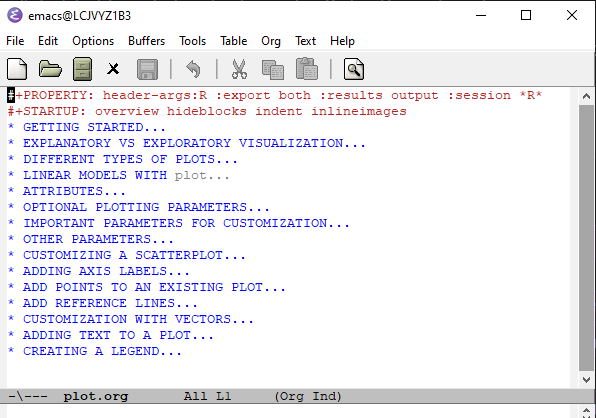 emacs@LCJVYZ1B3
File Edit Options Buffers Tools Table Org Text Help
#+PROPERTY: header-args:R :export both :results output :session *R*
#+STARTUP: overview hideblocks indent inlineimages
* GETTING STARTED...
* EXPLANATORY VS EXPLORATORY VISUALIZATION...
* DIFFERENT TYPES OF PLOTS...
* LINEAR MODELS WITH plot...
* ATTRIBUTES...
* OPTIONAL PLOTTING PARAMETERS...
* IMPORTANT PARAMETERS FOR CUSTOMIZATION...
* OTHER PARAMETERS...
* CUSTOMIZING A SCATTERPLOT...
* ADDING AXIS LABELS...
* ADD POINTS TO AN EXISTING PLOT...
* ADD REFERENCE LINES...
* CUSTOMIZATION WITH VECTORS...
* ADDING TEXT TO A PLOT...
* CREATING A LEGEND...
-\--- plot.org All L1 (Org Ind)